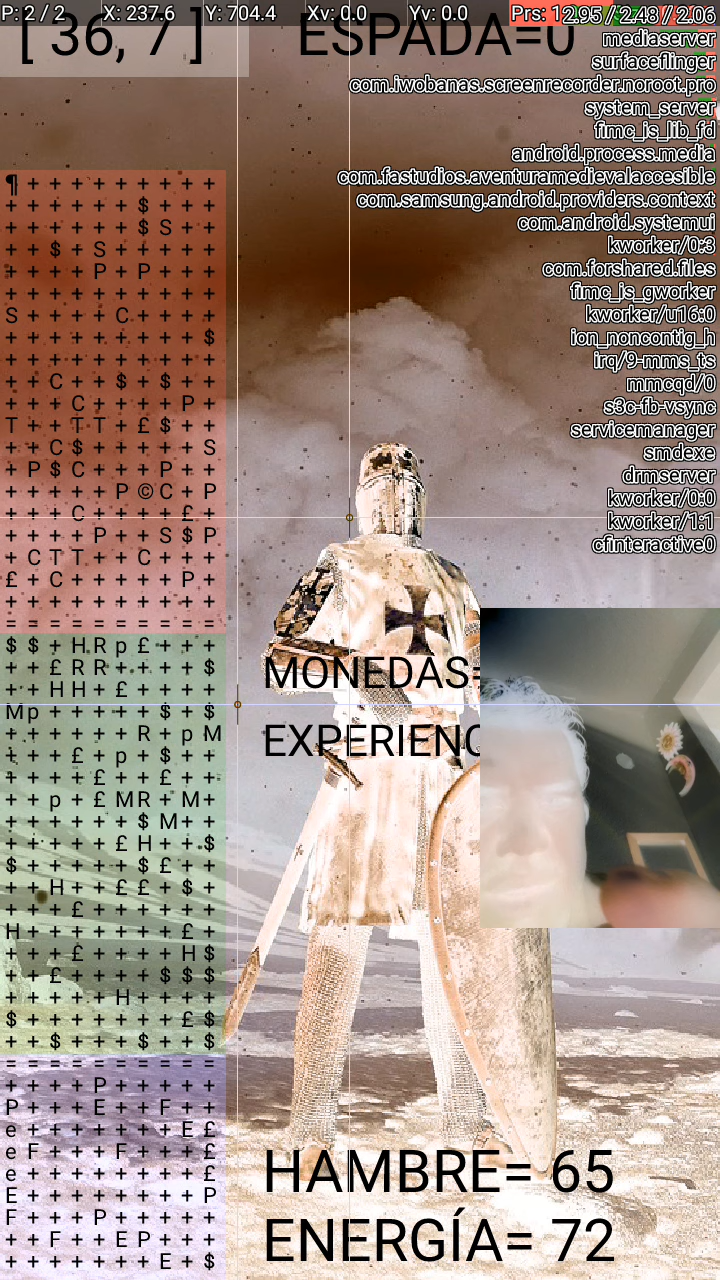 P: 2 / 2 X: 237.6 Y: 704.4 Xv: 0.0 Yv: 0.0 Prs: 2.95 / 2.48 / 2.06
[ 36, 7 ] ESPADA=0
mediaserver
surfaceflinger
com.iwobanas.screenrecorder.noroot.pro
system_server
fimc_is_lib_fd
android.process.media
com.fastudios.aventuramedievalaccesible
com.samsung.android.providers.context
com.android.systemui
kworker/0:3
com.forshared.files
fimc_is_gworker
kworker/u16:0
ion_noncontig_h
irq/9-mms_ts
mmcqd/0
s3c-fb-vsync
servicemanager
smdexe
drmserver
kworker/0:0
kworker/1:1
cfinteractive0
¶ + + + + + + + + +
+ + + + + + $ + + +
+ + + + + + $ S + +
+ + $ + S + + + + +
+ + + + P + P + + +
+ + + + + + + + + +
S + + + + C + + + +
+ + + + + + + + + $
+ + + + + + + + + +
+ + C + + $ + $ + +
+ + + C + + + + P +
T + + T T + £ $ + +
+ + C $ + + + + + S
+ P $ C + + + P + +
+ + + + + P © C + P
+ + + C + + + + £ +
+ + + + P + + S $ P
+ C T T + + C + + +
£ + C + + + + + P +
+ + + + + + + + + +
= = = = = = = = = =
$ $ + H R p £ + + +
+ + £ R R + + + + $
+ + H H + £ + + + +
M p + + + + + $ + $
+ + + + + + R + p M
+ + + £ + p + $ + +
+ + + + £ + + £ + +
+ + p + £ M R + M +
+ + + + + + $ M + +
+ + + + + £ H + + $
$ + + + + + $ £ + +
+ + H + + £ £ + $ +
+ + + £ + + + + + +
H + + + + + + + £ +
+ + + £ + + + + H $
+ + £ + + + + $ $ $
+ + + + + H + + + +
$ + + + + + + + £ $
+ + $ + + + $ + + $
= = = = = = = = = =
+ + + + P + + + + +
P + + + E + + F + +
e + + + + + + + E £
e F + + + F + + + £
e + + + + + + + + £
E + + + + + + + + P
F + + + P + + + + +
+ + F + + E P + + +
+ + + + + + + E + $
MONEDAS=
EXPERIENC
HAMBRE= 65
ENERGÍA= 72